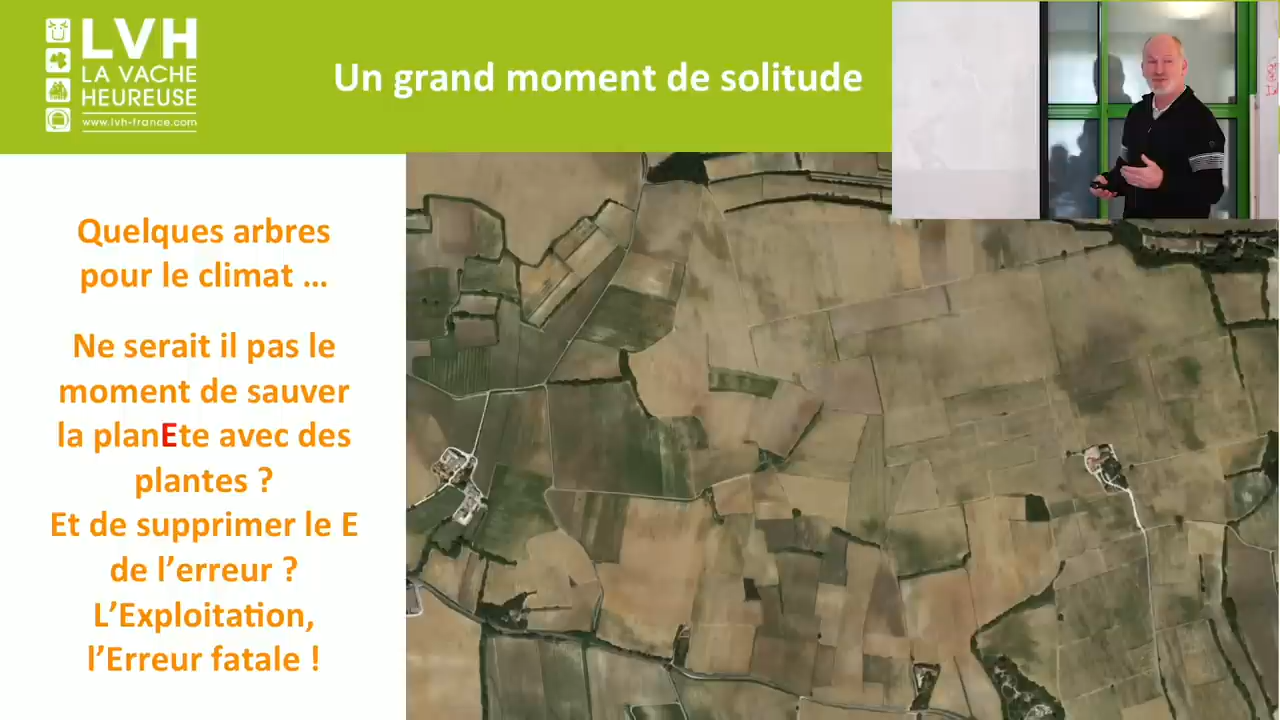 LVH
LA VACHE
HEUREUSE
www.lvh-france.com
Un grand moment de solitude
Quelques arbres
pour le climat ...
Ne serait il pas le
moment de sauver
la planEte avec des
plantes ?
Et de supprimer le E
de l’erreur ?
L’Exploitation,
l’Erreur fatale !